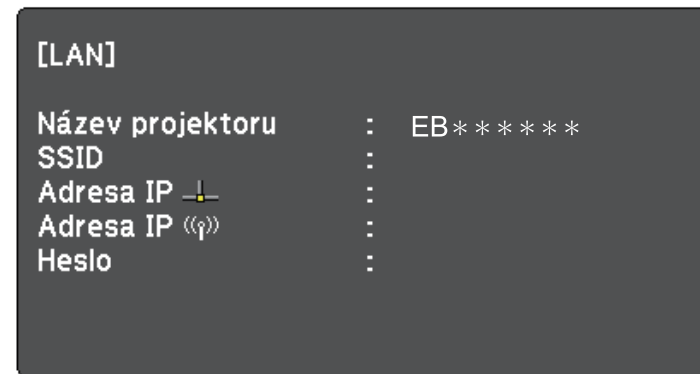 [LAN]
Název projektoru : EB******
SSID :
Adresa IP :
Adresa IP :
Heslo :